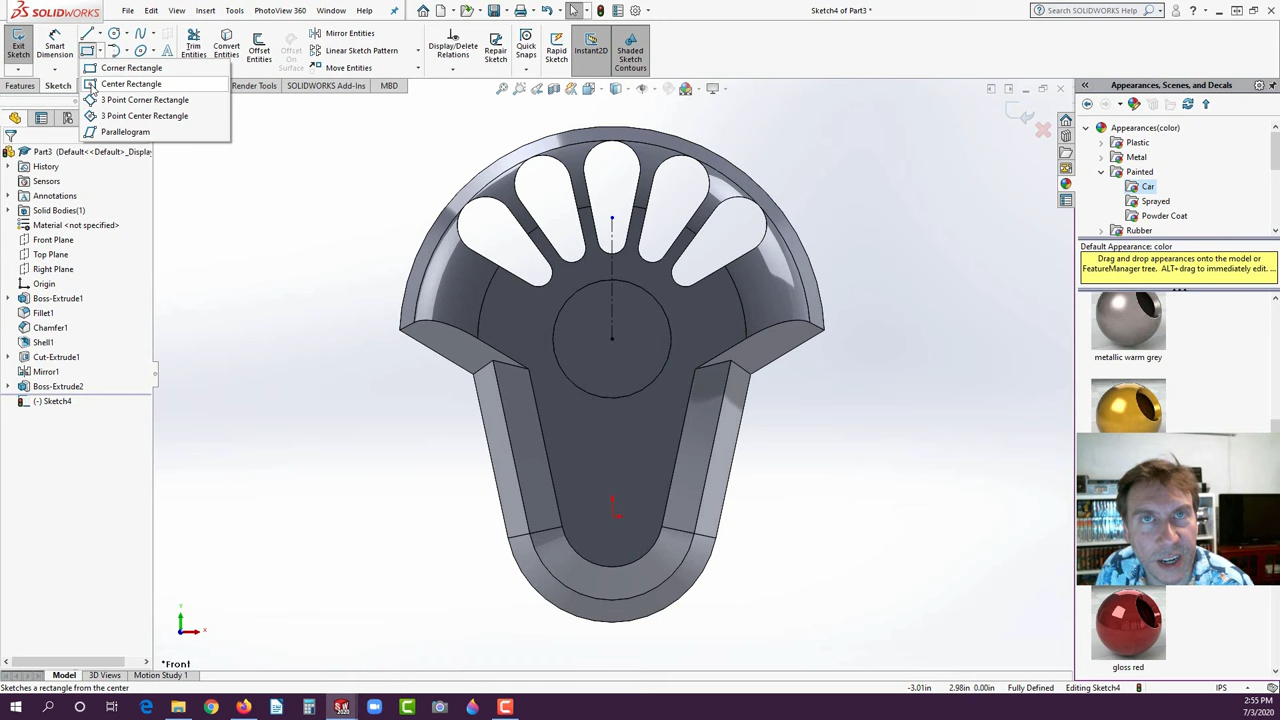 SOLIDWORKS
File
Edit
View
Insert
Tools
PhotoView 360
Window
Help
Sketch4 of Part3 *
Search SOLIDWORKS Help
Exit Sketch
Smart Dimension
Trim Entities
Convert Entities
Offset Entities
Offset On Surface
Mirror Entities
Linear Sketch Pattern
Move Entities
Display/Delete Relations
Repair Sketch
Quick Snaps
Rapid Sketch
Instant2D
Shaded Sketch Contours
Corner Rectangle
Center Rectangle
3 Point Corner Rectangle
3 Point Center Rectangle
Parallelogram
Features
Sketch
Render Tools
SOLIDWORKS Add-Ins
MBD
Part3 (Default<<Default>_Display
History
Sensors
Annotations
Solid Bodies(1)
Material <not specified>
Front Plane
Top Plane
Right Plane
Origin
Boss-Extrude1
Fillet1
Chamfer1
Shell1
Cut-Extrude1
Mirror1
Boss-Extrude2
(-) Sketch4
Appearances, Scenes, and Decals
Appearances(color)
Plastic
Metal
Painted
Car
Sprayed
Powder Coat
Rubber
Default Appearance: color
Drag and drop appearances onto the model or
FeatureManager tree. ALT+drag to immediately edit. ...
metallic warm grey
gloss red
Y
X
*Front
Model
3D Views
Motion Study 1
Sketches a rectangle from the center
-3.01in
2.98in
0.00in
Fully Defined
Editing Sketch4
IPS
2:55 PM
7/3/2020